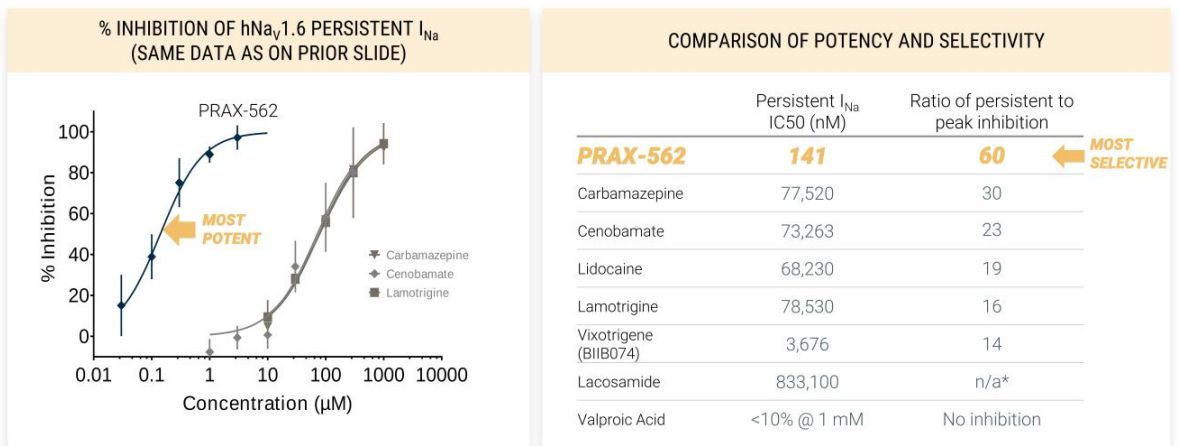 % INHIBITION OF hNaV1.6 PERSISTENT INa
(SAME DATA AS ON PRIOR SLIDE)
PRAX-562
100
80
60
40
20
0
% Inhibition
MOST
POTENT
Carbamazepine
Cenobamate
Lamotrigine
0.01 0.1 1 10 100 1000 10000
Concentration (µM)
COMPARISON OF POTENCY AND SELECTIVITY
Persistent INa
IC50 (nM)
Ratio of persistent to
peak inhibition
PRAX-562 141 60
MOST
SELECTIVE
Carbamazepine 77,520 30
Cenobamate 73,263 23
Lidocaine 68,230 19
Lamotrigine 78,530 16
Vixotrigene
(BIIB074) 3,676 14
Lacosamide 833,100 n/a*
Valproic Acid <10% @ 1 mM No inhibition